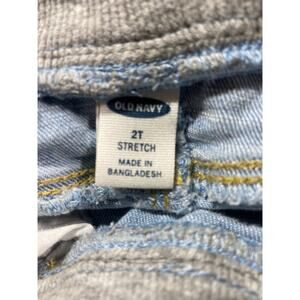 OLD NAVY
2T
STRETCH
MADE IN
BANGLADESH